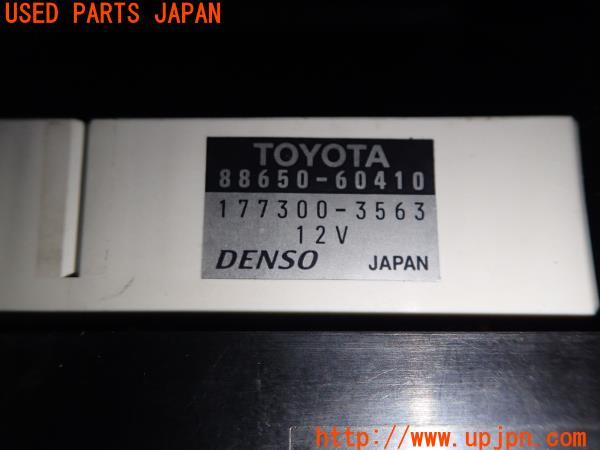 USED PARTS JAPAN
TOYOTA
88650-60410
177300-3563
12V
DENSO JAPAN
http://www.upjpn.com/